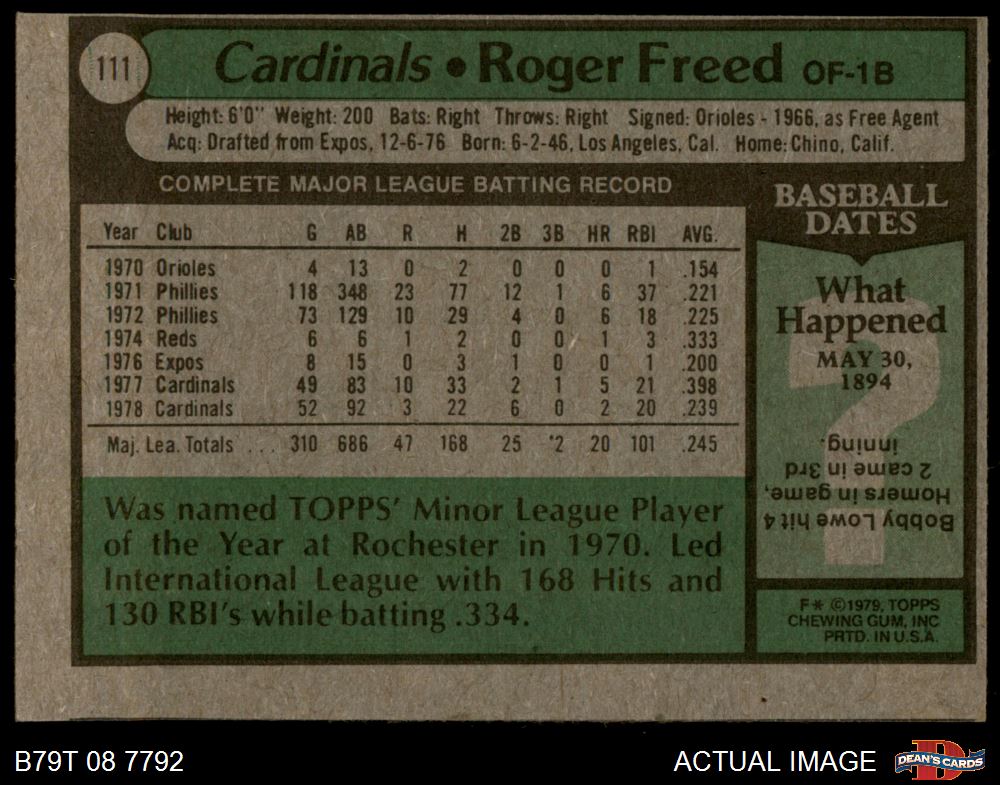 111
Cardinals • Roger Freed OF-1B
Height: 6'0" Weight: 200 Bats: Right Throws: Right Signed: Orioles - 1966, as Free Agent
Acq: Drafted from Expos, 12-6-76 Born: 6-2-46, Los Angeles, Cal. Home: Chino, Calif.
COMPLETE MAJOR LEAGUE BATTING RECORD
Year Club G AB R H 2B 3B HR RBI AVG.
1970 Orioles 4 13 0 2 0 0 0 1 .154
1971 Phillies 118 348 23 77 12 1 6 37 .221
1972 Phillies 73 129 10 29 4 0 6 18 .225
1974 Reds 6 6 1 2 0 0 1 3 .333
1976 Expos 8 15 0 3 1 0 0 1 .200
1977 Cardinals 49 83 10 33 2 1 5 21 .398
1978 Cardinals 52 92 3 22 6 0 2 20 .239
Maj. Lea. Totals ... 310 686 47 168 25 2 20 101 .245
Was named TOPPS' Minor League Player
of the Year at Rochester in 1970. Led
International League with 168 Hits and
130 RBI's while batting .334.
BASEBALL
DATES
What
Happened
MAY 30,
1894
?
Bobby Lowe hit 4
Homers in game,
2 came in 3rd
inning.
F* ©1979, TOPPS
CHEWING GUM, INC
PRTD. IN U.S.A.
B79T 08 7792
ACTUAL IMAGE
D
DEAN'S CARDS